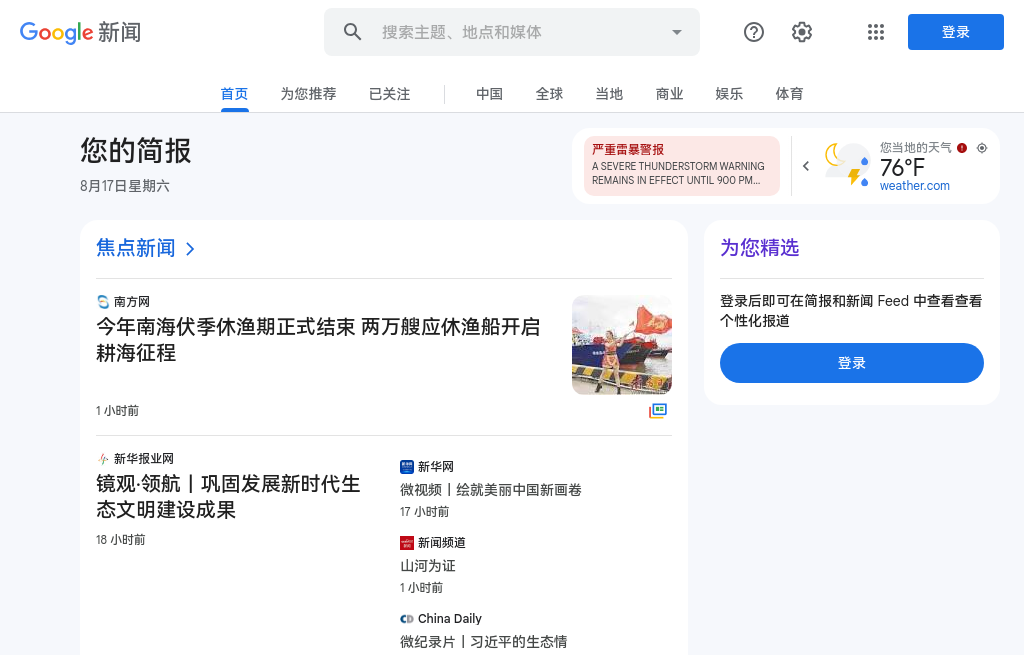 Google 新闻
搜索主题、地点和媒体
登录
首页
为您推荐
已关注
中国
全球
当地
商业
娱乐
体育
您的简报
8月17日星期六
严重雷暴警报
A SEVERE THUNDERSTORM WARNING
REMAINS IN EFFECT UNTIL 900 PM...
您当地的天气
76°F
weather.com
焦点新闻
南方网
今年南海伏季休渔期正式结束 两万艘应休渔船开启
耕海征程
1 小时前
新华报业网
镜观·领航丨巩固发展新时代生
态文明建设成果
18 小时前
新华网
微视频丨绘就美丽中国新画卷
17 小时前
新闻频道
山河为证
1 小时前
China Daily
微纪录片丨习近平的生态情
为您精选
登录后即可在简报和新闻 Feed 中查看查看
个性化报道
登录